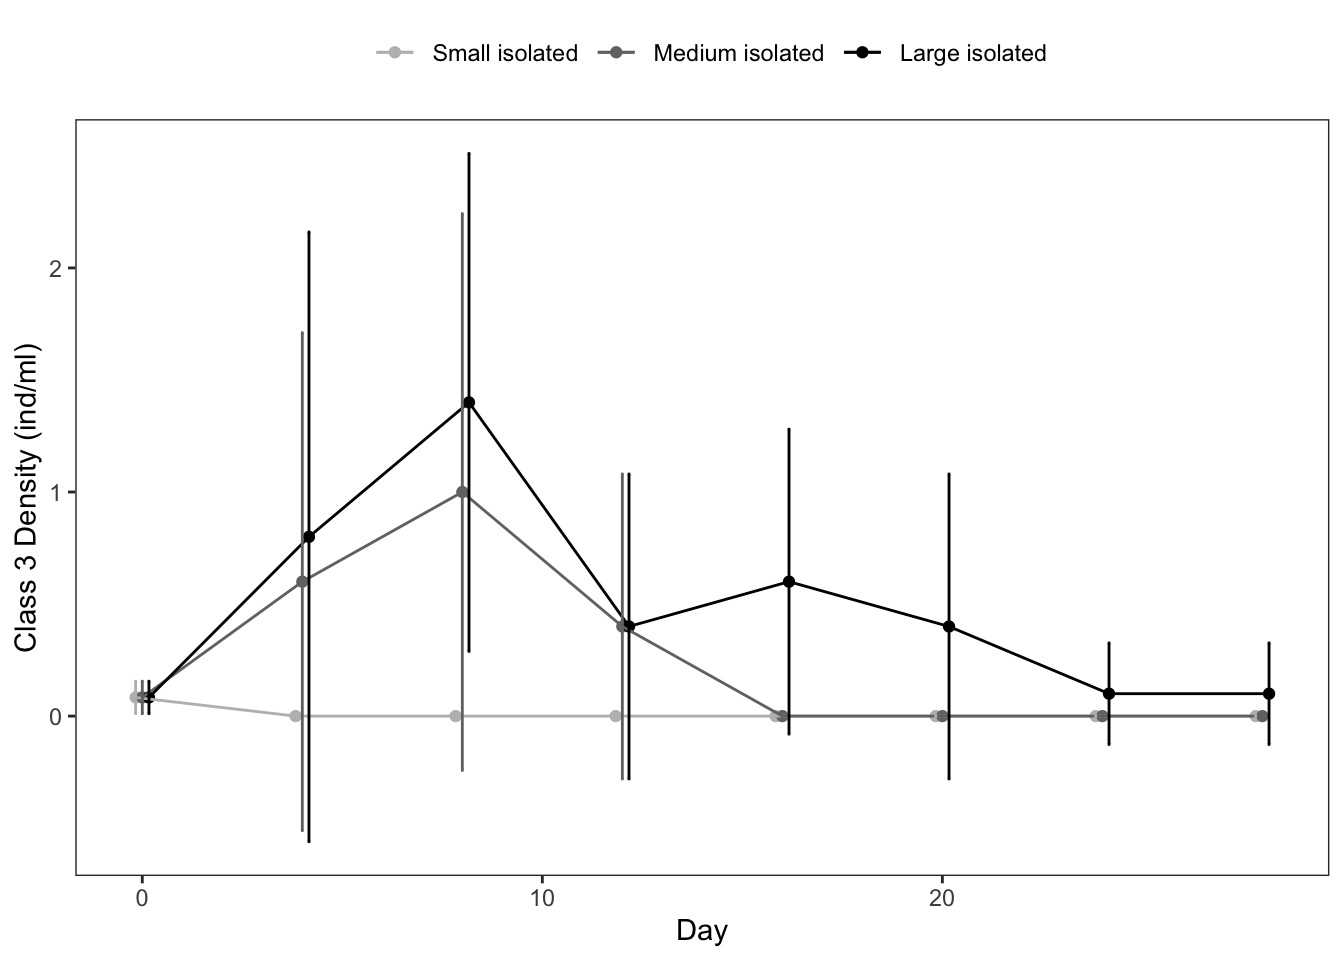 Small isolated Medium isolated Large isolated
Class 3 Density (ind/ml)
2
1
0
0 10 20
Day